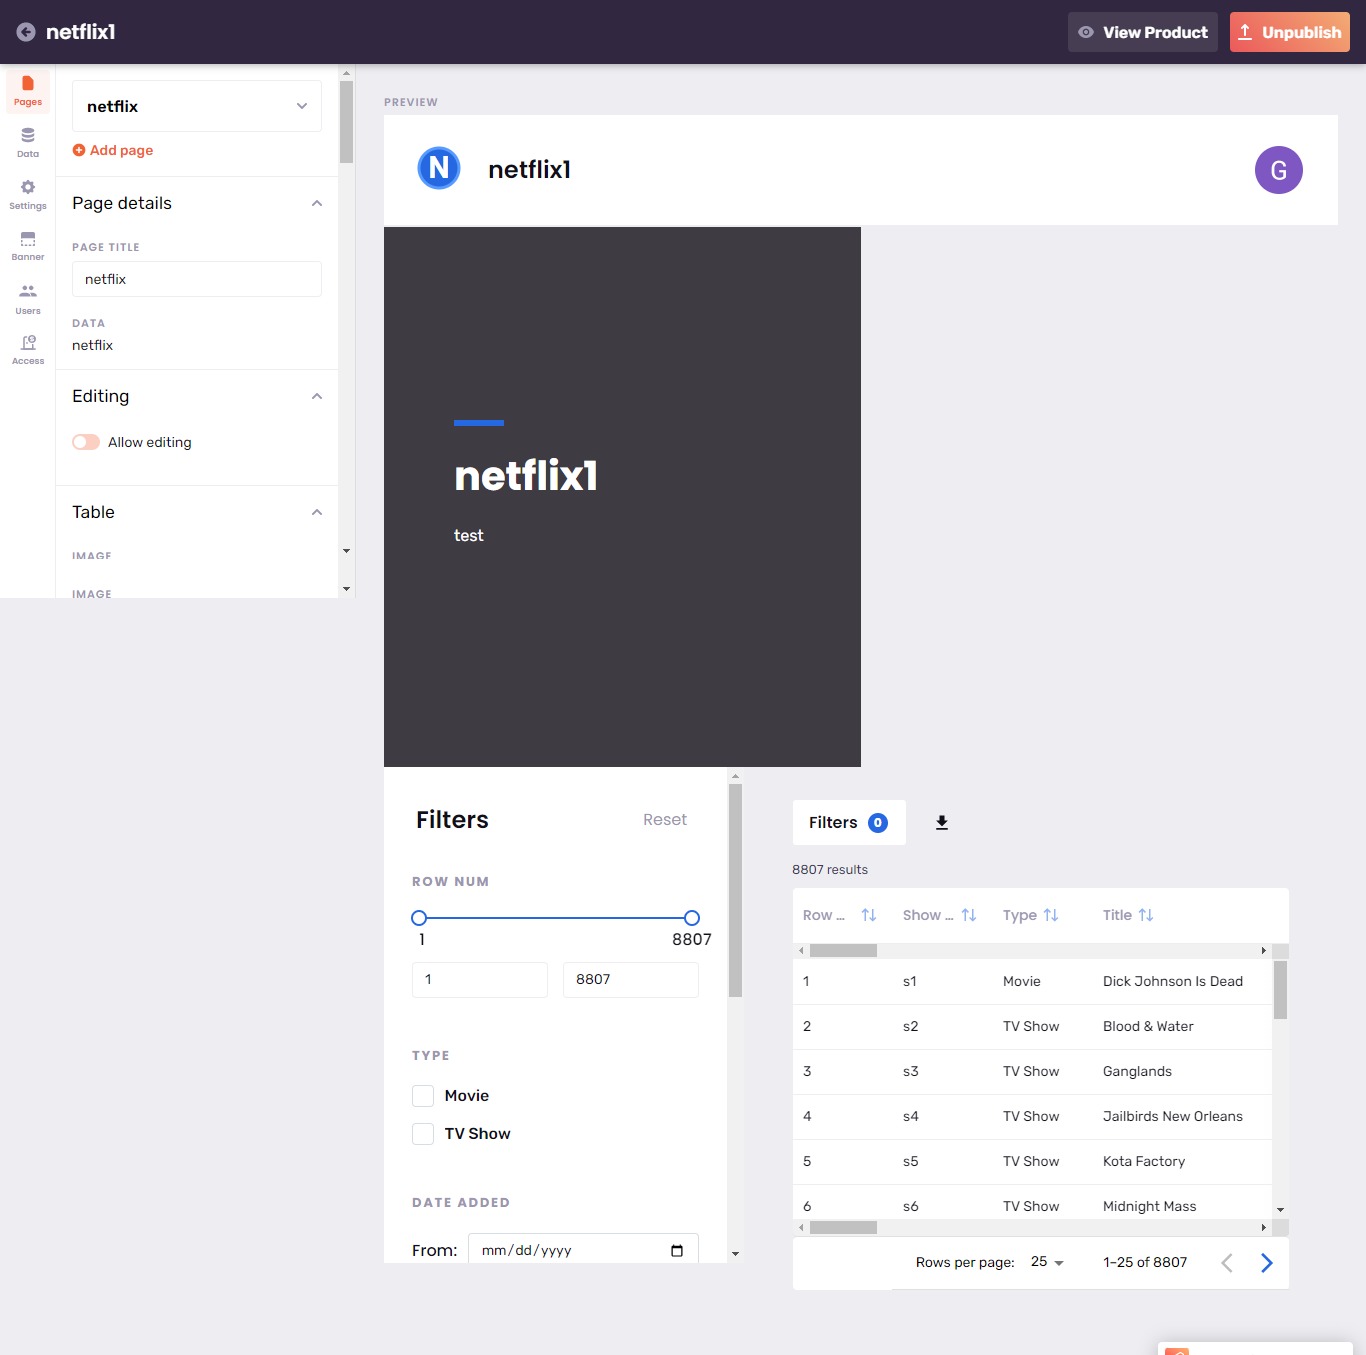 netflix1
View Product
Unpublish
Pages
Data
Settings
Banner
Users
Access
netflix
Add page
Page details
PAGE TITLE
netflix
DATA
netflix
Editing
Allow editing
Table
IMAGE
IMAGE
PREVIEW
N
netflix1
G
netflix1
test
Filters
Reset
ROW NUM
1
8807
1
8807
TYPE
Movie
TV Show
DATE ADDED
From: mm/dd/yyyy
Filters 0
8807 results
Row ... Show ... Type Title
1 s1 Movie Dick Johnson Is Dead
2 s2 TV Show Blood & Water
3 s3 TV Show Ganglands
4 s4 TV Show Jailbirds New Orleans
5 s5 TV Show Kota Factory
6 s6 TV Show Midnight Mass
Rows per page: 25 1–25 of 8807